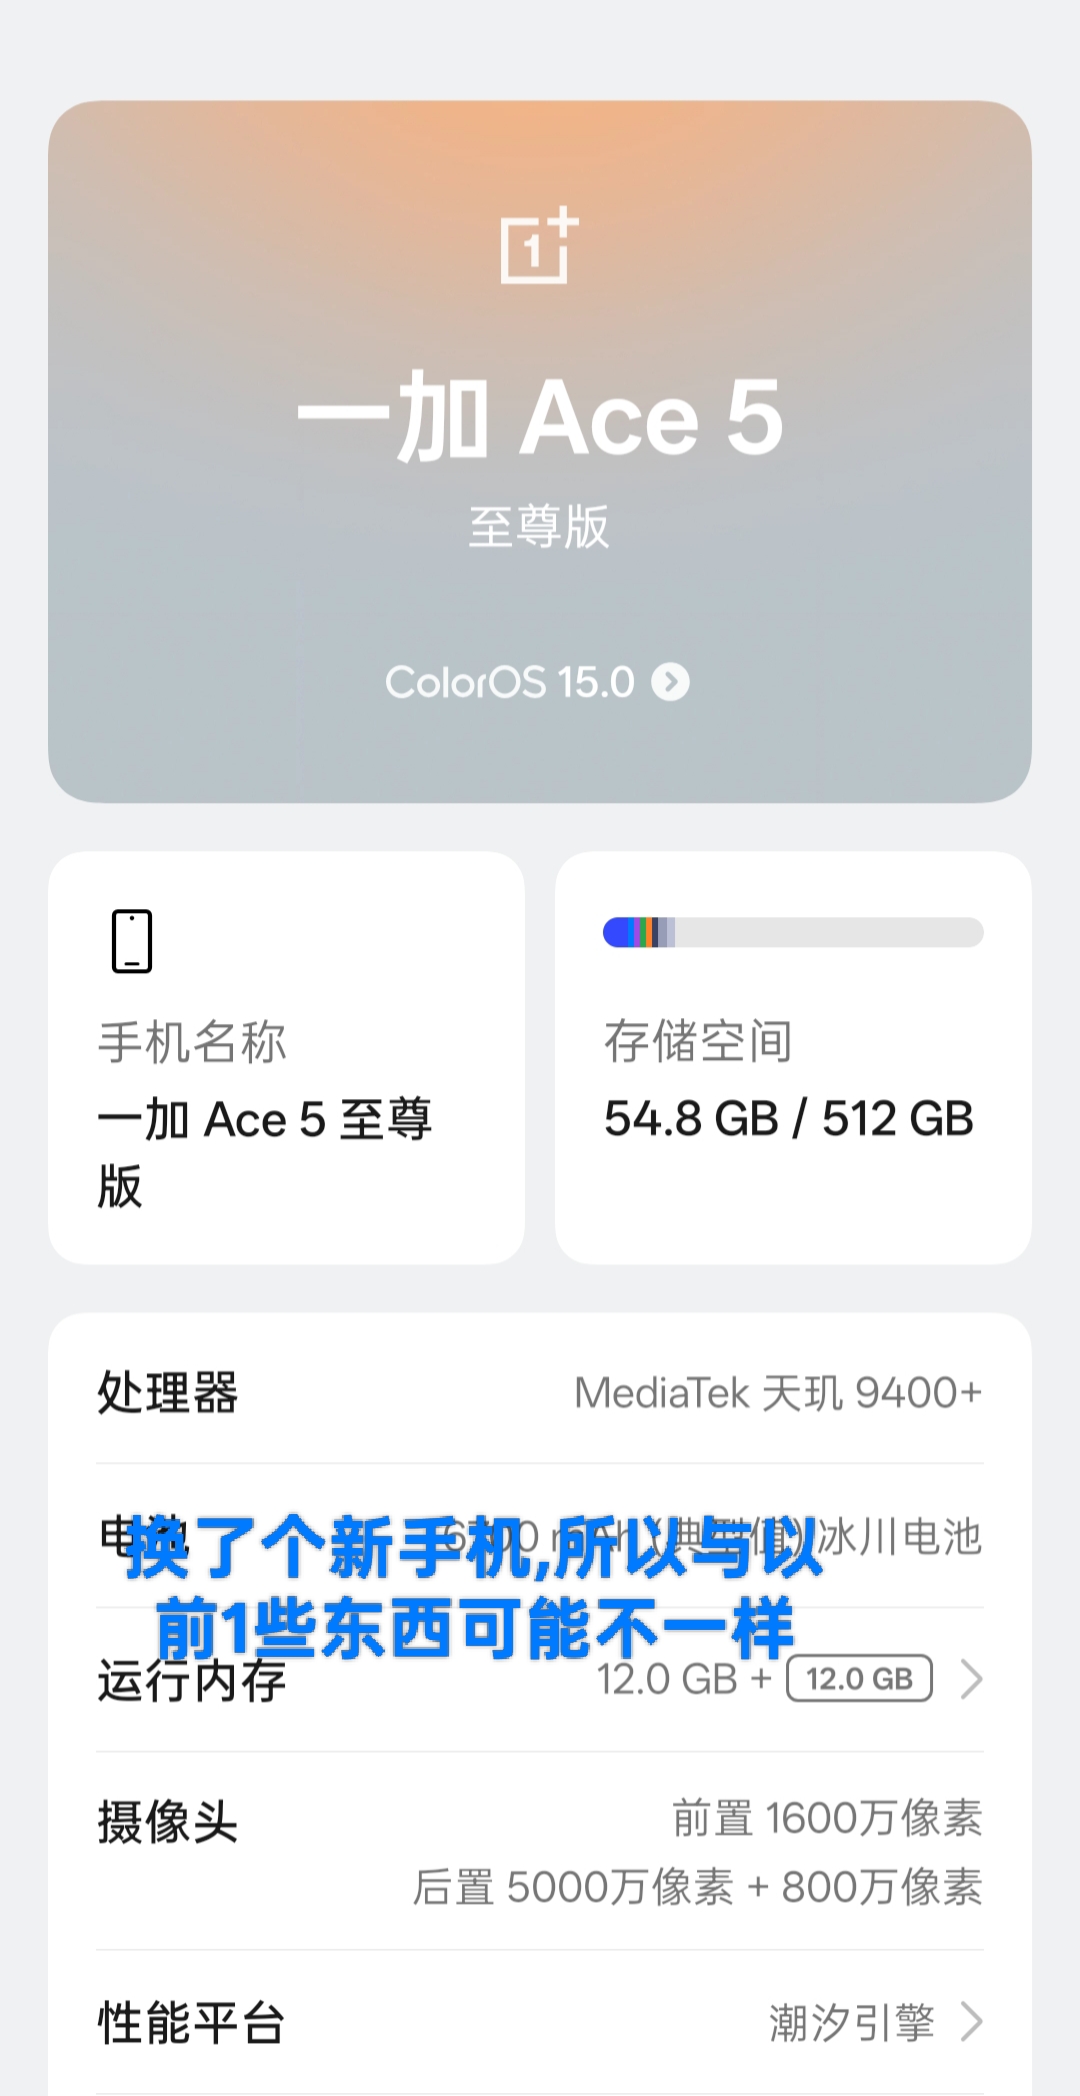 一加 Ace 5
至尊版
ColorOS 15.0
手机名称
一加 Ace 5 至尊
版
存储空间
54.8 GB / 512 GB
处理器
MediaTek 天玑 9400+
电池
冰川电池
换了个新手机,所以与以
前1些东西可能不一样
运行内存
12.0 GB + 12.0 GB
摄像头
前置 1600万像素
后置 5000万像素 + 800万像素
性能平台
潮汐引擎